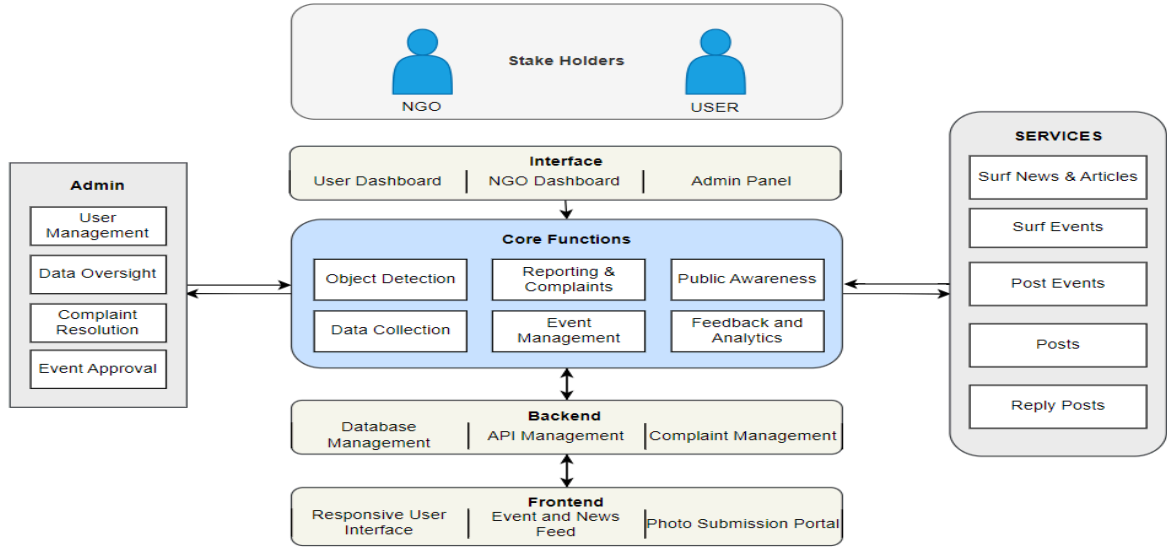 Stake Holders
NGO
USER
Interface
User Dashboard
NGO Dashboard
Admin Panel
Admin
User
Management
Data Oversight
Complaint
Resolution
Event Approval
Core Functions
Object Detection
Reporting &
Complaints
Public Awareness
Data Collection
Event
Management
Feedback and
Analytics
SERVICES
Surf News & Articles
Surf Events
Post Events
Posts
Reply Posts
Backend
Database
Management
API Management
Complaint Management
Frontend
Responsive User
Interface
Event and News
Feed
Photo Submission Portal